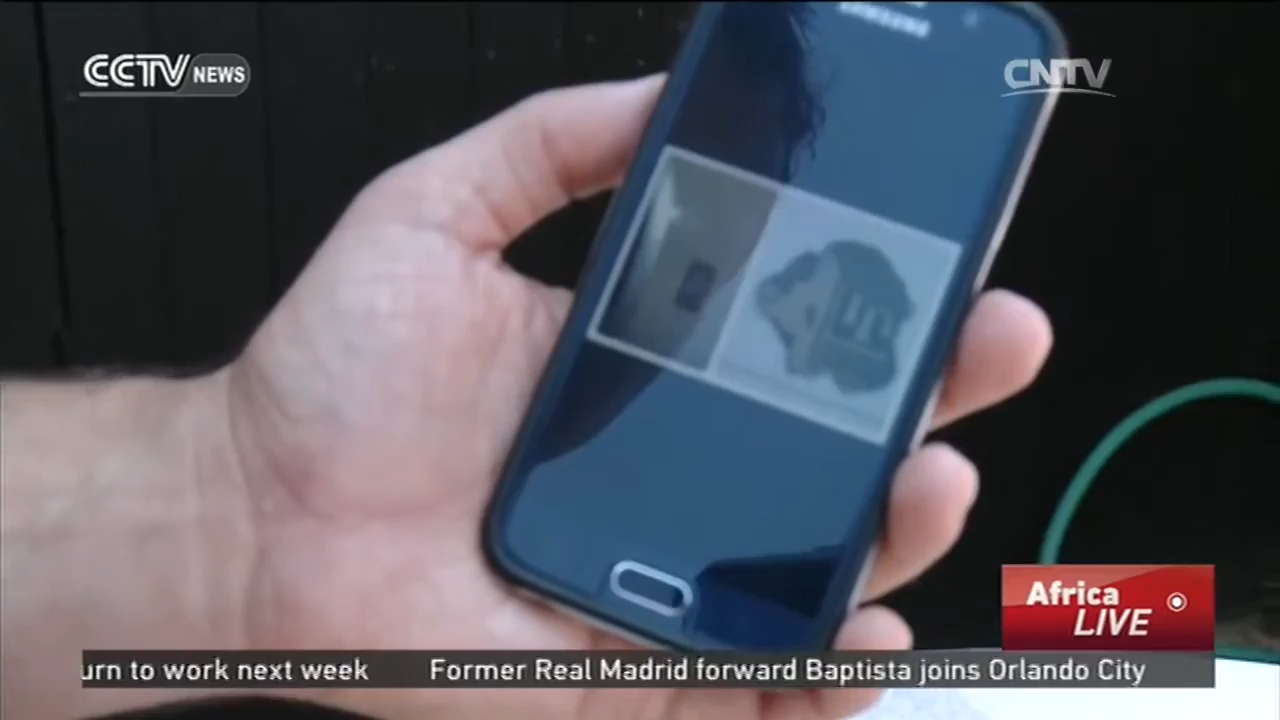 CCTV NEWS
CNTV
SAMSUNG
Africa
LIVE
urn to work next week Former Real Madrid forward Baptista joins Orlando City